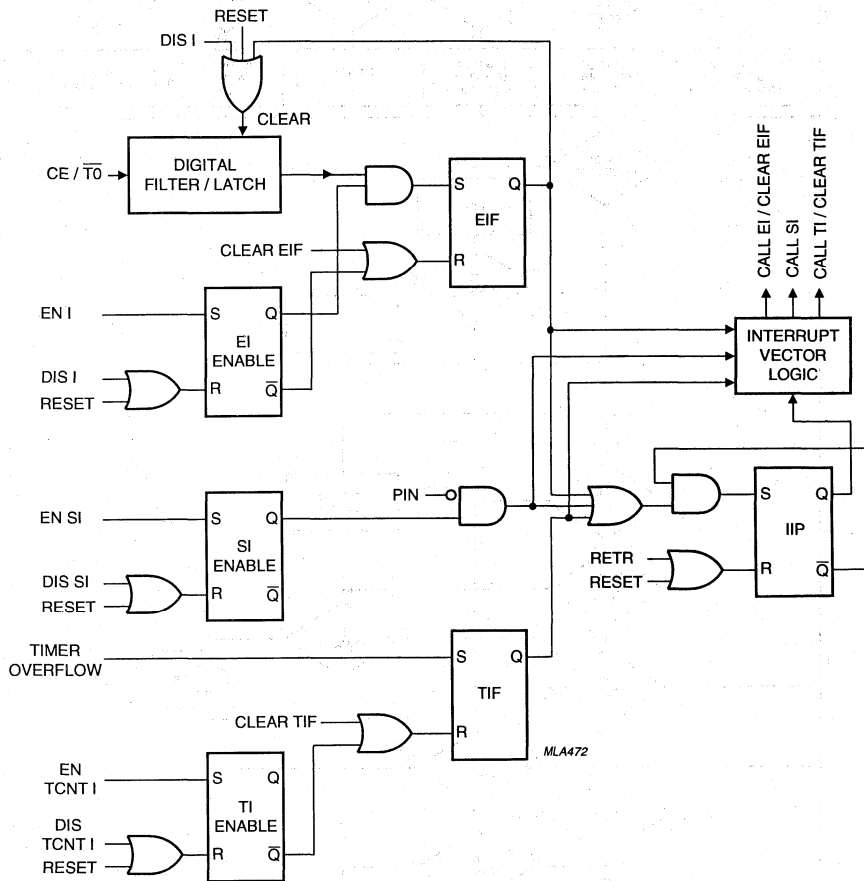 RESET
DIS I
CLEAR
CE / T0
DIGITAL
FILTER / LATCH
S Q
EIF
R
CLEAR EIF
CALL EI / CLEAR EIF
CALL SI
CALL TI / CLEAR TIF
INTERRUPT
VECTOR
LOGIC
EN I
S Q
EI
ENABLE
R Q
DIS I
RESET
PIN
EN SI
S Q
SI
ENABLE
R Q
DIS SI
RESET
S Q
IIP
R Q
RETR
RESET
TIMER
OVERFLOW
S Q
TIF
R
CLEAR TIF
MLA472
EN
TCNT I
S Q
TI
ENABLE
R Q
DIS
TCNT I
RESET